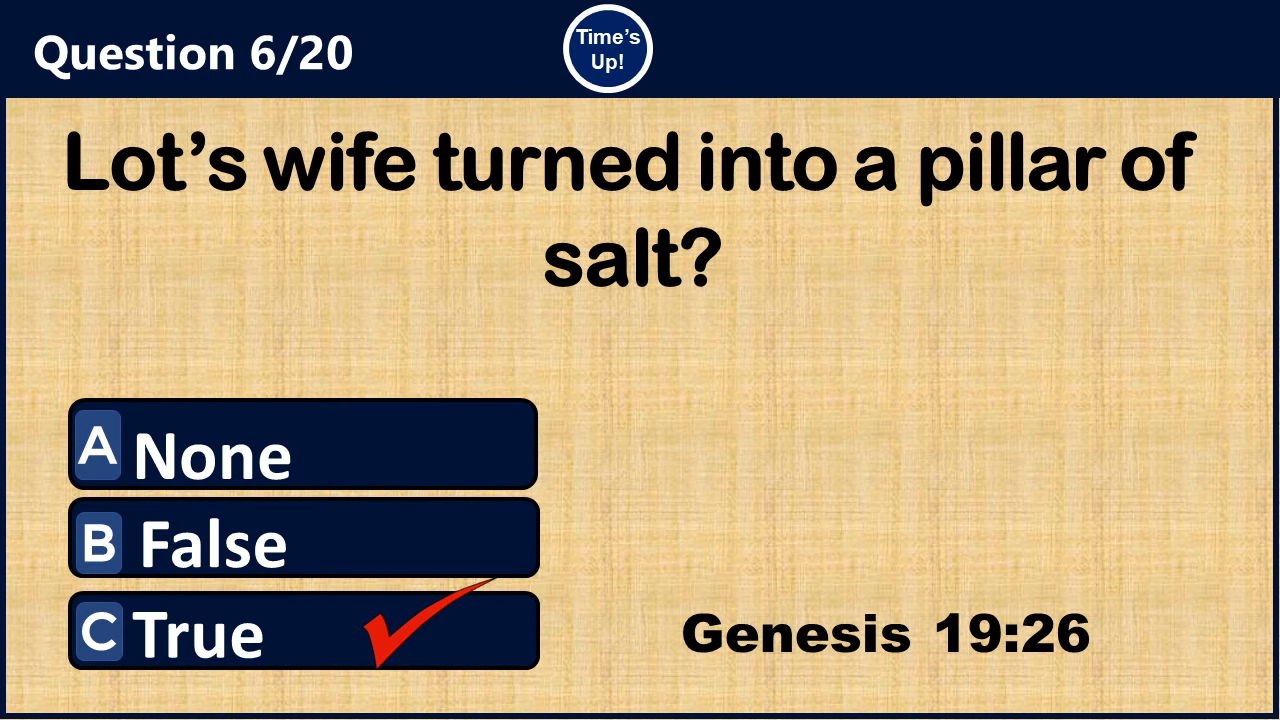 Question 6/20
Time's
Up!
Lot’s wife turned into a pillar of
salt?
A None
B False
C True
Genesis 19:26